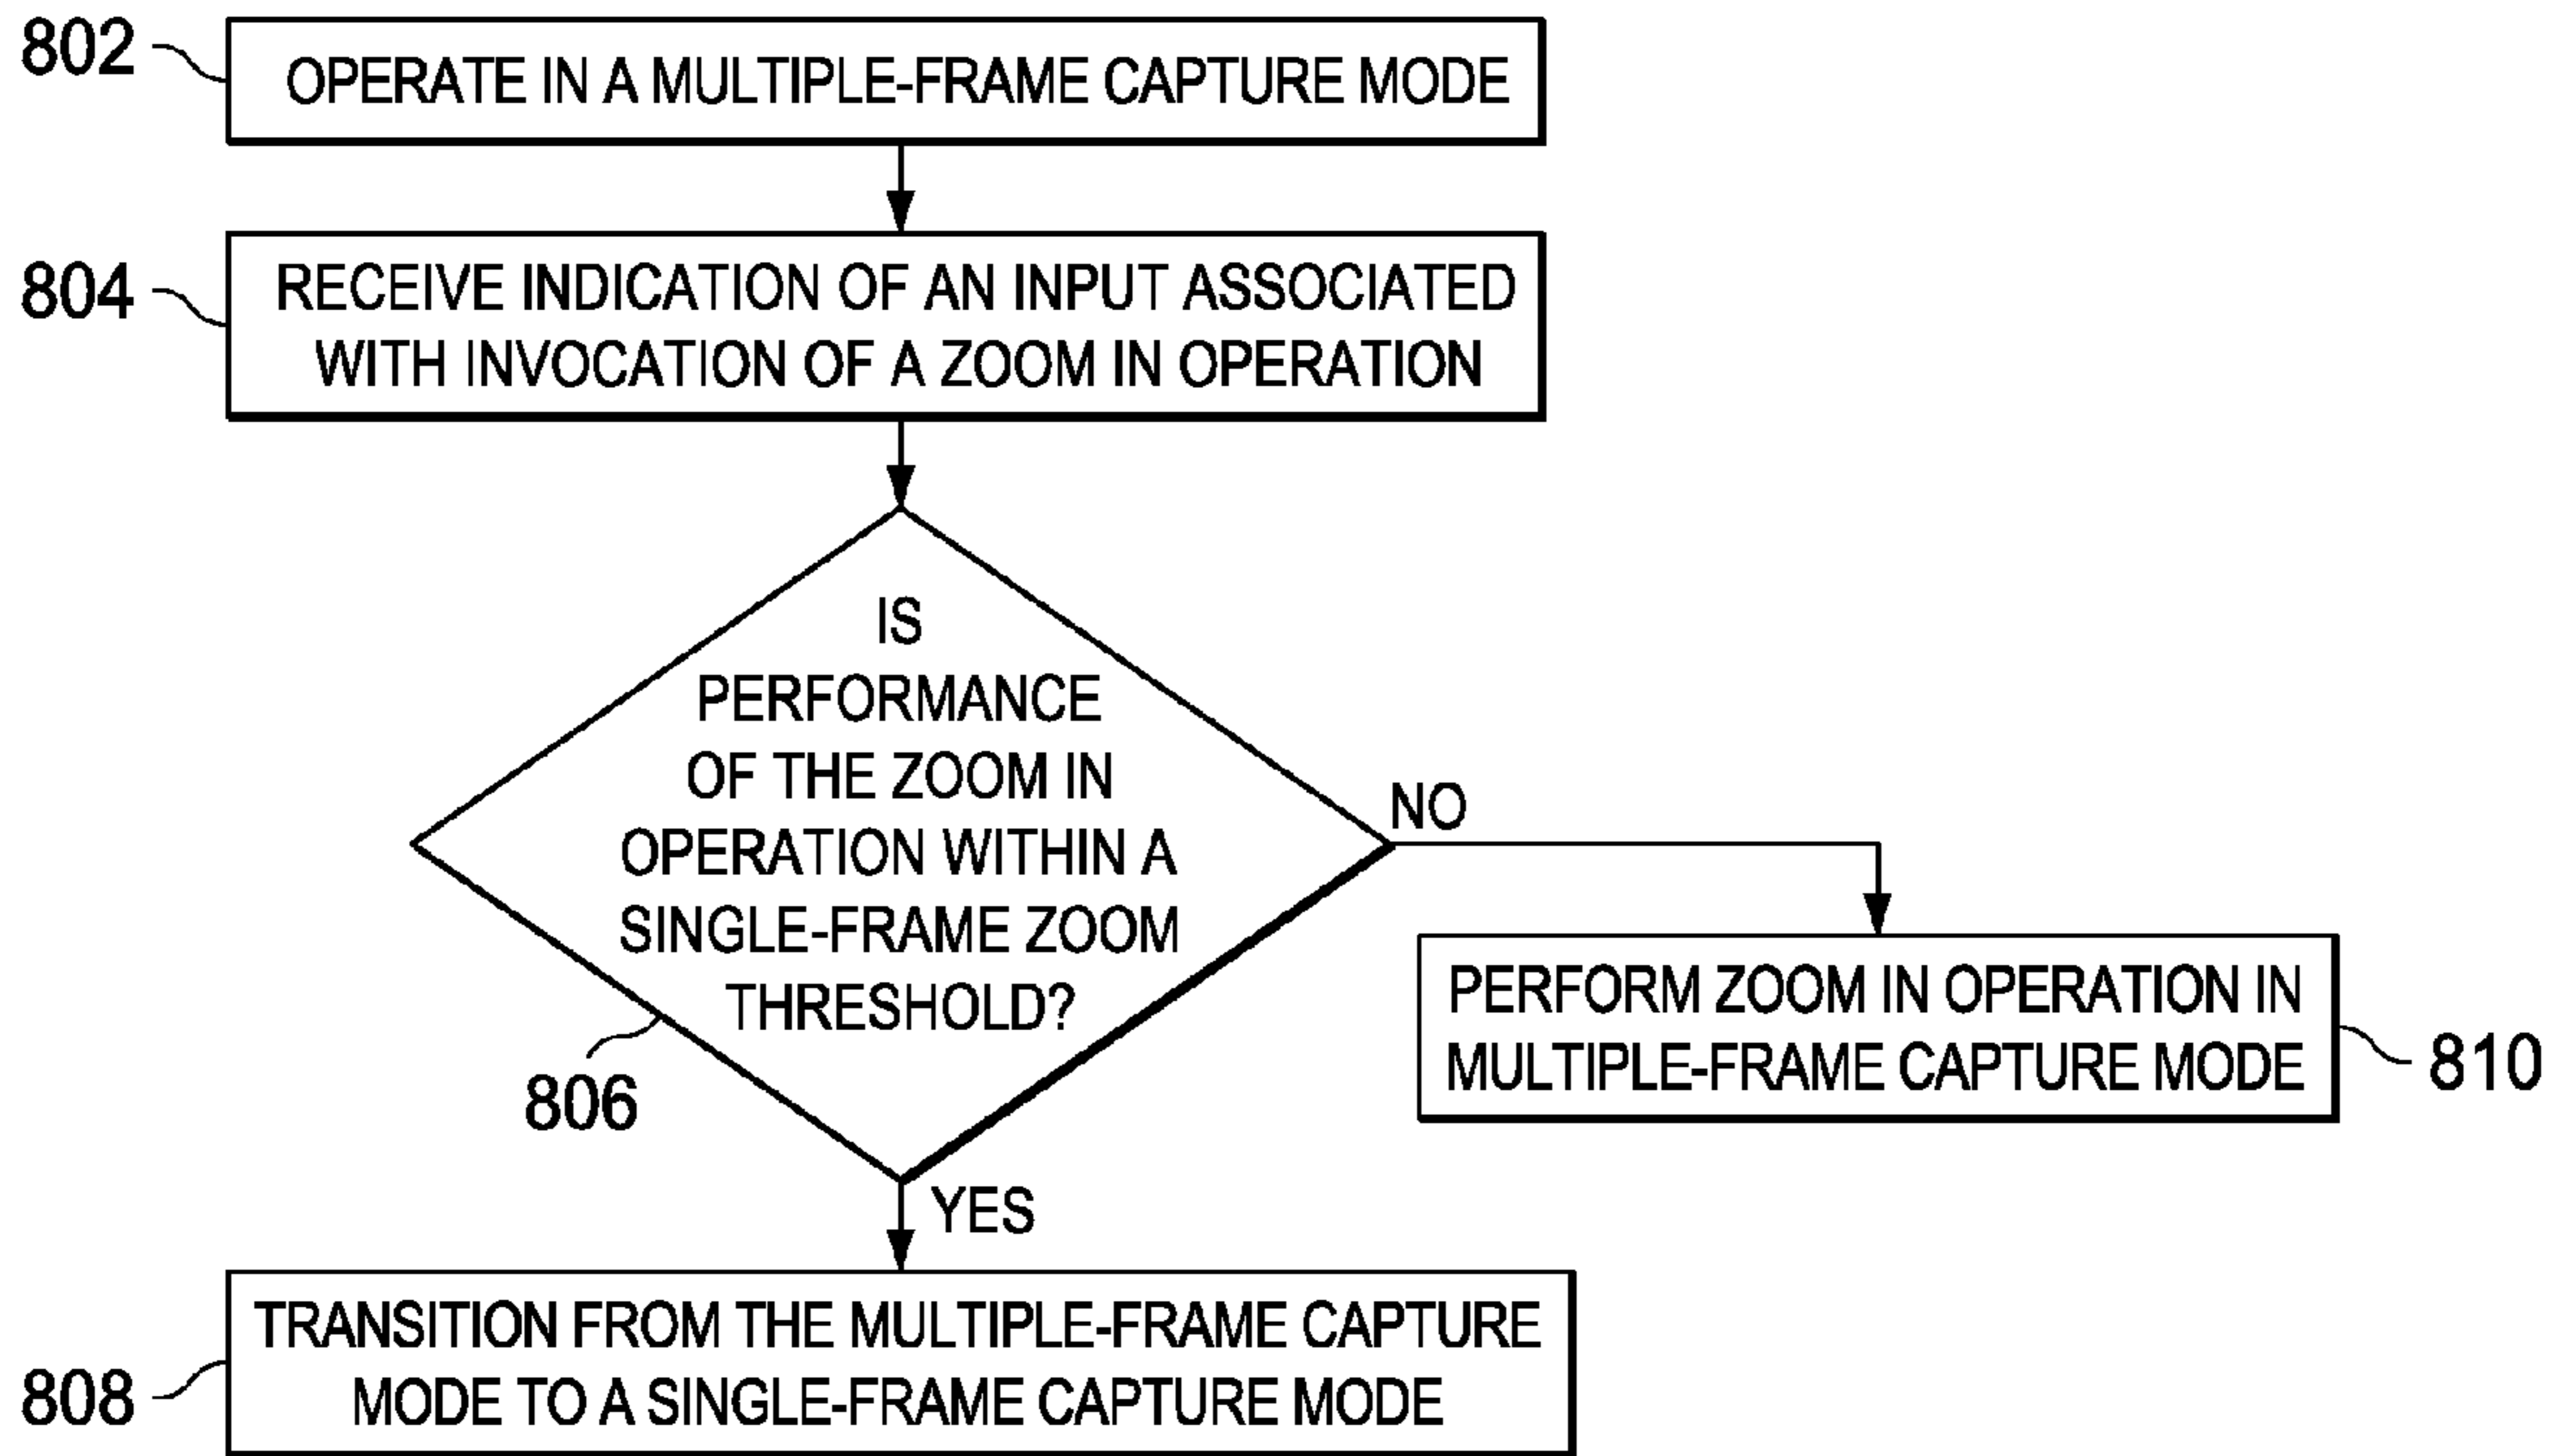 802
OPERATE IN A MULTIPLE-FRAME CAPTURE MODE
804
RECEIVE INDICATION OF AN INPUT ASSOCIATED
WITH INVOCATION OF A ZOOM IN OPERATION
IS
PERFORMANCE
OF THE ZOOM IN
OPERATION WITHIN A
SINGLE-FRAME ZOOM
THRESHOLD?
806
NO
PERFORM ZOOM IN OPERATION IN
MULTIPLE-FRAME CAPTURE MODE
810
YES
TRANSITION FROM THE MULTIPLE-FRAME CAPTURE
MODE TO A SINGLE-FRAME CAPTURE MODE
808